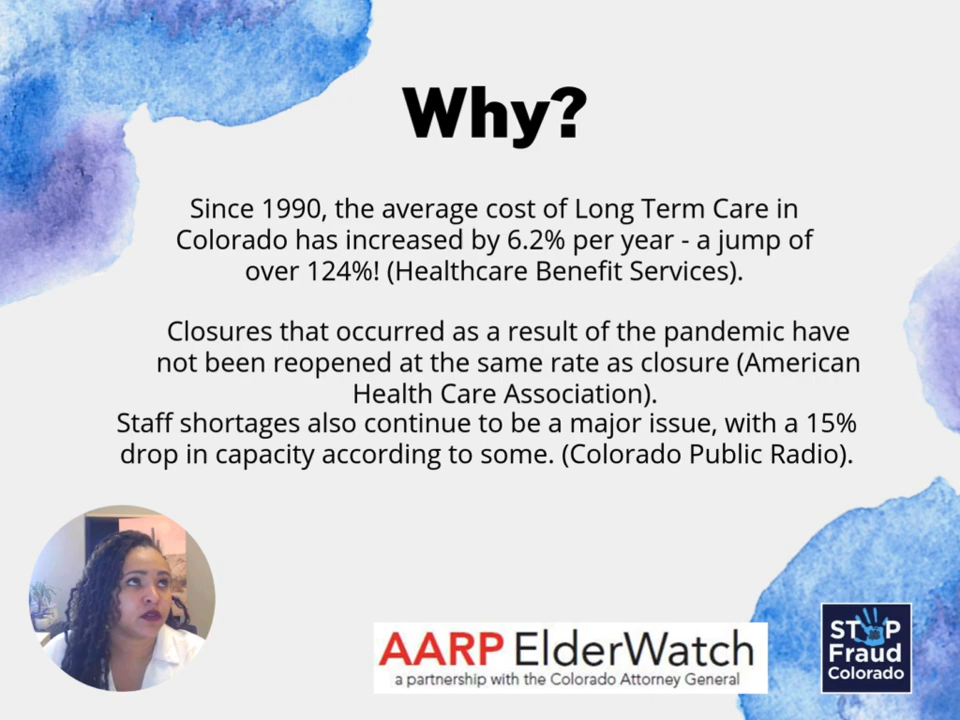 Why?
Since 1990, the average cost of Long Term Care in
Colorado has increased by 6.2% per year - a jump of
over 124%! (Healthcare Benefit Services).
Closures that occurred as a result of the pandemic have
not been reopened at the same rate as closure (American
Health Care Association).
Staff shortages also continue to be a major issue, with a 15%
drop in capacity according to some. (Colorado Public Radio).
AARP ElderWatch
a partnership with the Colorado Attorney General
STOP
Fraud
Colorado